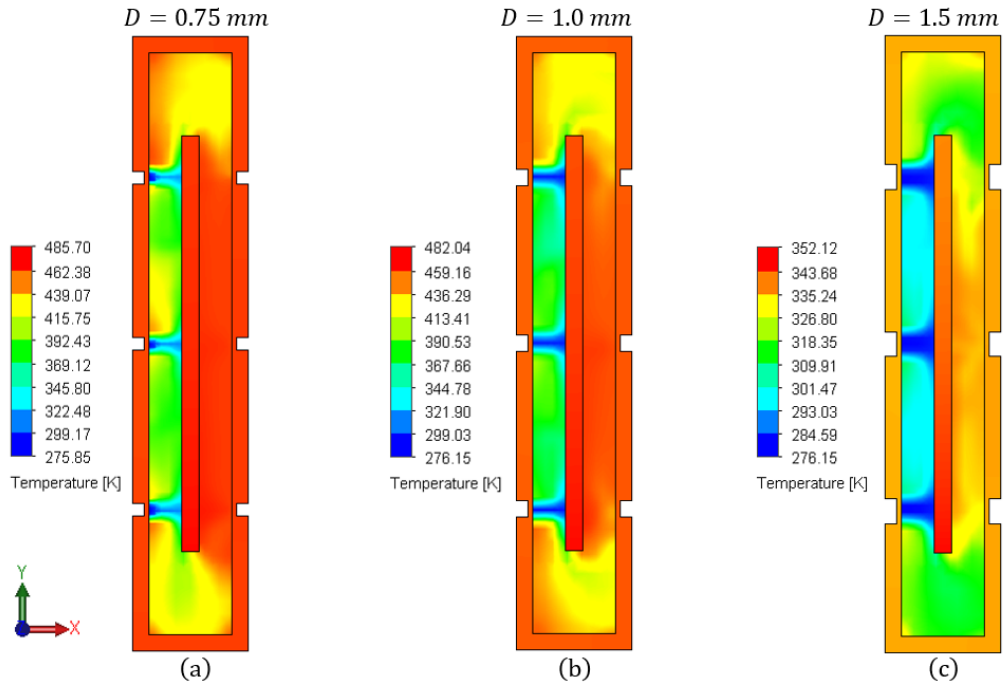 D = 0.75 mm
D = 1.0 mm
D = 1.5 mm
485.70
462.38
439.07
415.75
392.43
369.12
345.80
322.48
299.17
275.85
Temperature [K]
482.04
459.16
436.29
413.41
390.53
367.66
344.78
321.90
299.03
276.15
Temperature [K]
352.12
343.68
335.24
326.80
318.35
309.91
301.47
293.03
284.59
276.15
Temperature [K]
Y
X
(a)
(b)
(c)